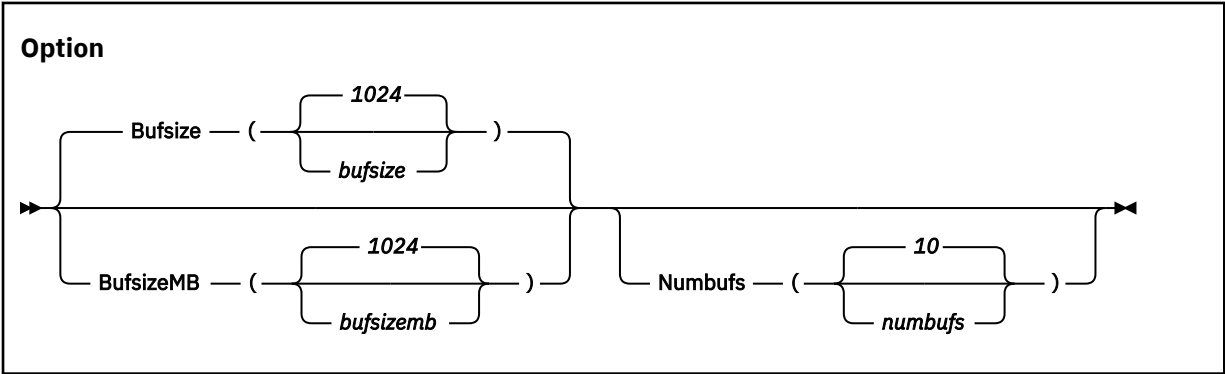 Option
1024
Bufsize ( )
bufsize
1024 10
BufsizeMB ( ) Numbufs ( )
bufsizemb numbufs